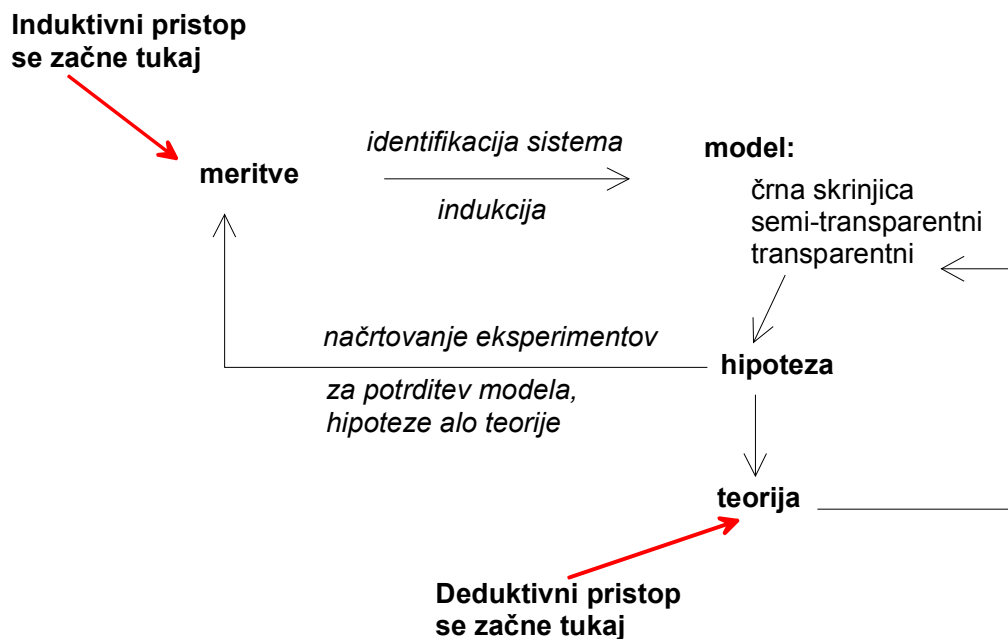 Induktivni pristop
se začne tukaj
identifikacija sistema
meritve
indukcija
model:
črna skrinjica
semi-transparentni
transparentni
načrtovanje eksperimentov
za potrditev modela,
hipoteze alo teorije
hipoteza
teorija
Deduktivni pristop
se začne tukaj